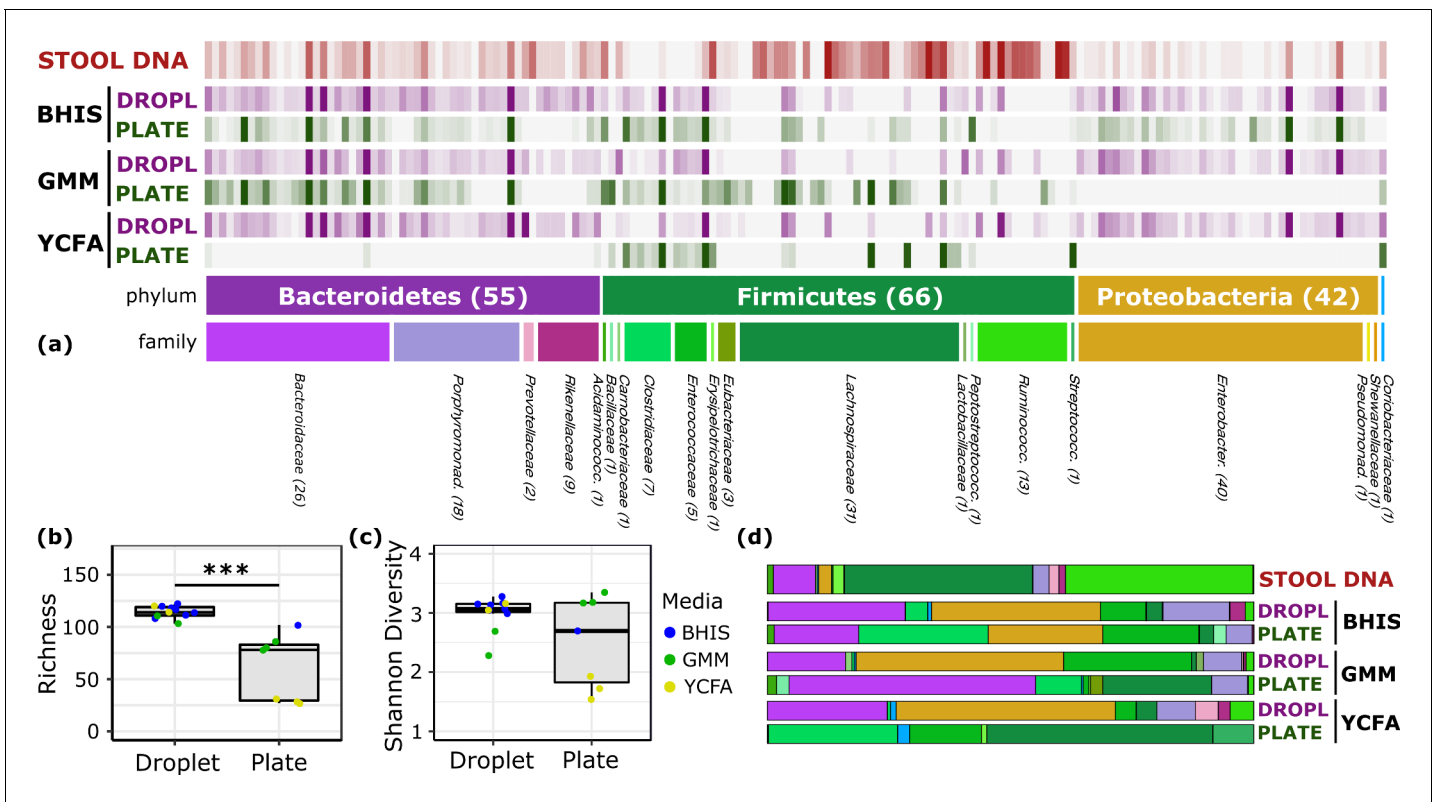 STOOL DNA
BHIS
DROPL
PLATE
GMM
DROPL
PLATE
YCFA
DROPL
PLATE
phylum
Bacteroidetes (55)
Firmicutes (66)
Proteobacteria (42)
(a)
family
Bacteroidaceae (26)
Porphyromonad. (18)
Prevotellaceae (2)
Rikenellaceae (9)
Acidaminococc. (1)
Bacillaceae (1)
Carnobacteriaceae (1)
Clostridiaceae (7)
Enterococcaceae (5)
Erysipelotrichaceae (1)
Eubacteriaceae (3)
Lachnospiraceae (31)
Lactobacillaceae (1)
Peptostreptococc. (1)
Ruminococc. (13)
Streptococc. (1)
Enterobacter. (40)
Pseudomonad. (1)
Shewanellaceae (1)
Coriobacteriaceae (1)
(b)
Richness
150
100
50
0
***
Droplet
Plate
(c)
Shannon Diversity
4
3
2
1
Droplet
Plate
Media
BHIS
GMM
YCFA
(d)
STOOL DNA
DROPL
PLATE
BHIS
DROPL
PLATE
GMM
DROPL
PLATE
YCFA